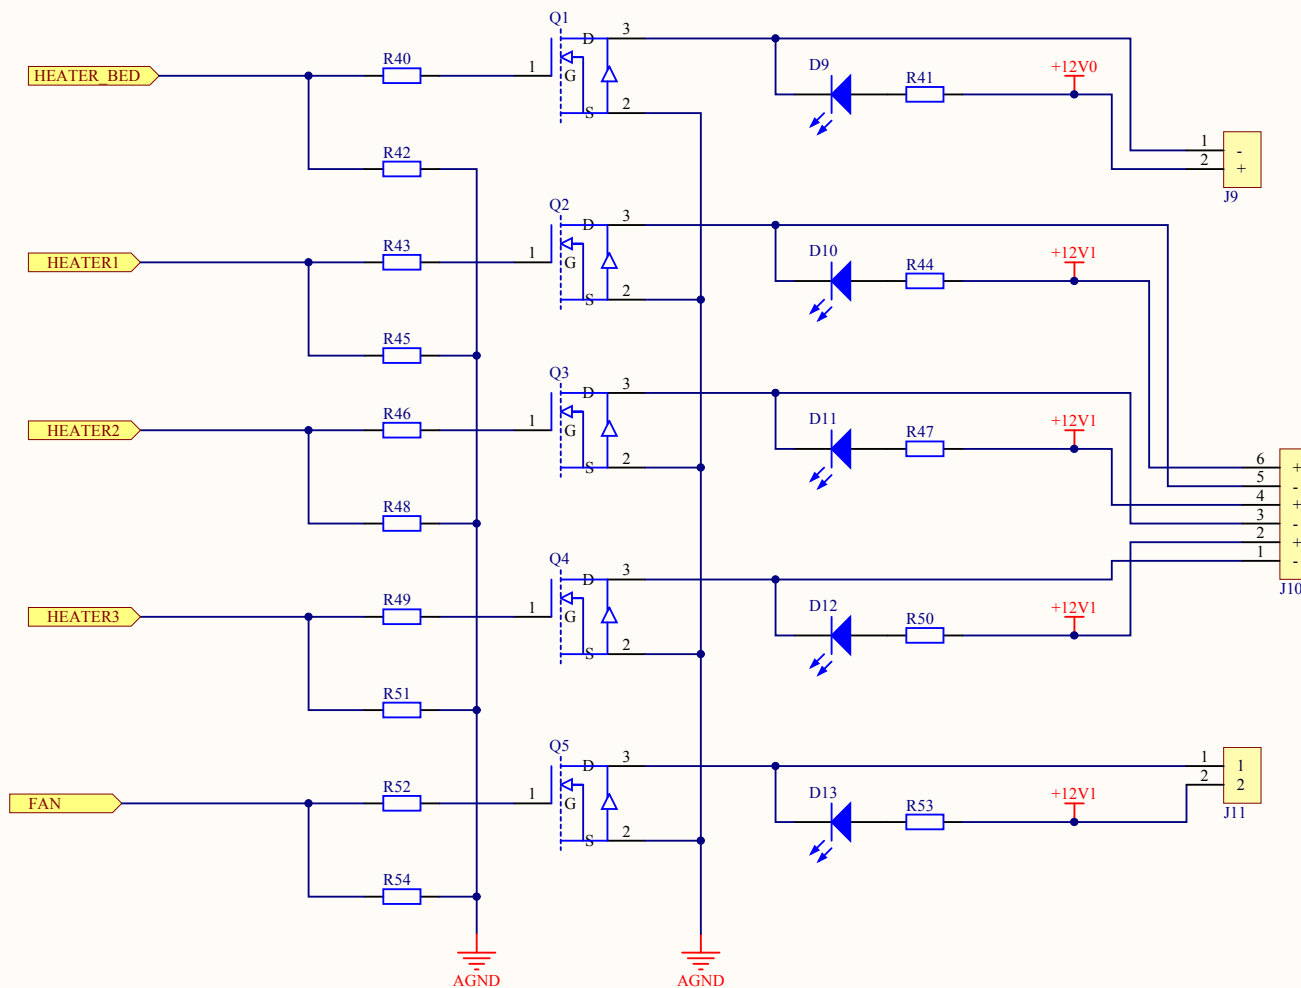 Q1
D 3
HEATER_BED R40 1 G
S 2
D9 R41 +12V0
1 -
2 +
J9
R42
Q2
D 3
HEATER1 R43 1 G
S 2
D10 R44 +12V1
R45
Q3
D 3
HEATER2 R46 1 G
S 2
D11 R47 +12V1
6 +
5 -
4 +
3 -
2 +
1 -
J10
R48
Q4
D 3
HEATER3 R49 1 G
S 2
D12 R50 +12V1
R51
Q5
D 3
FAN R52 1 G
S 2
D13 R53 +12V1
1 1
2 2
J11
R54
AGND AGND